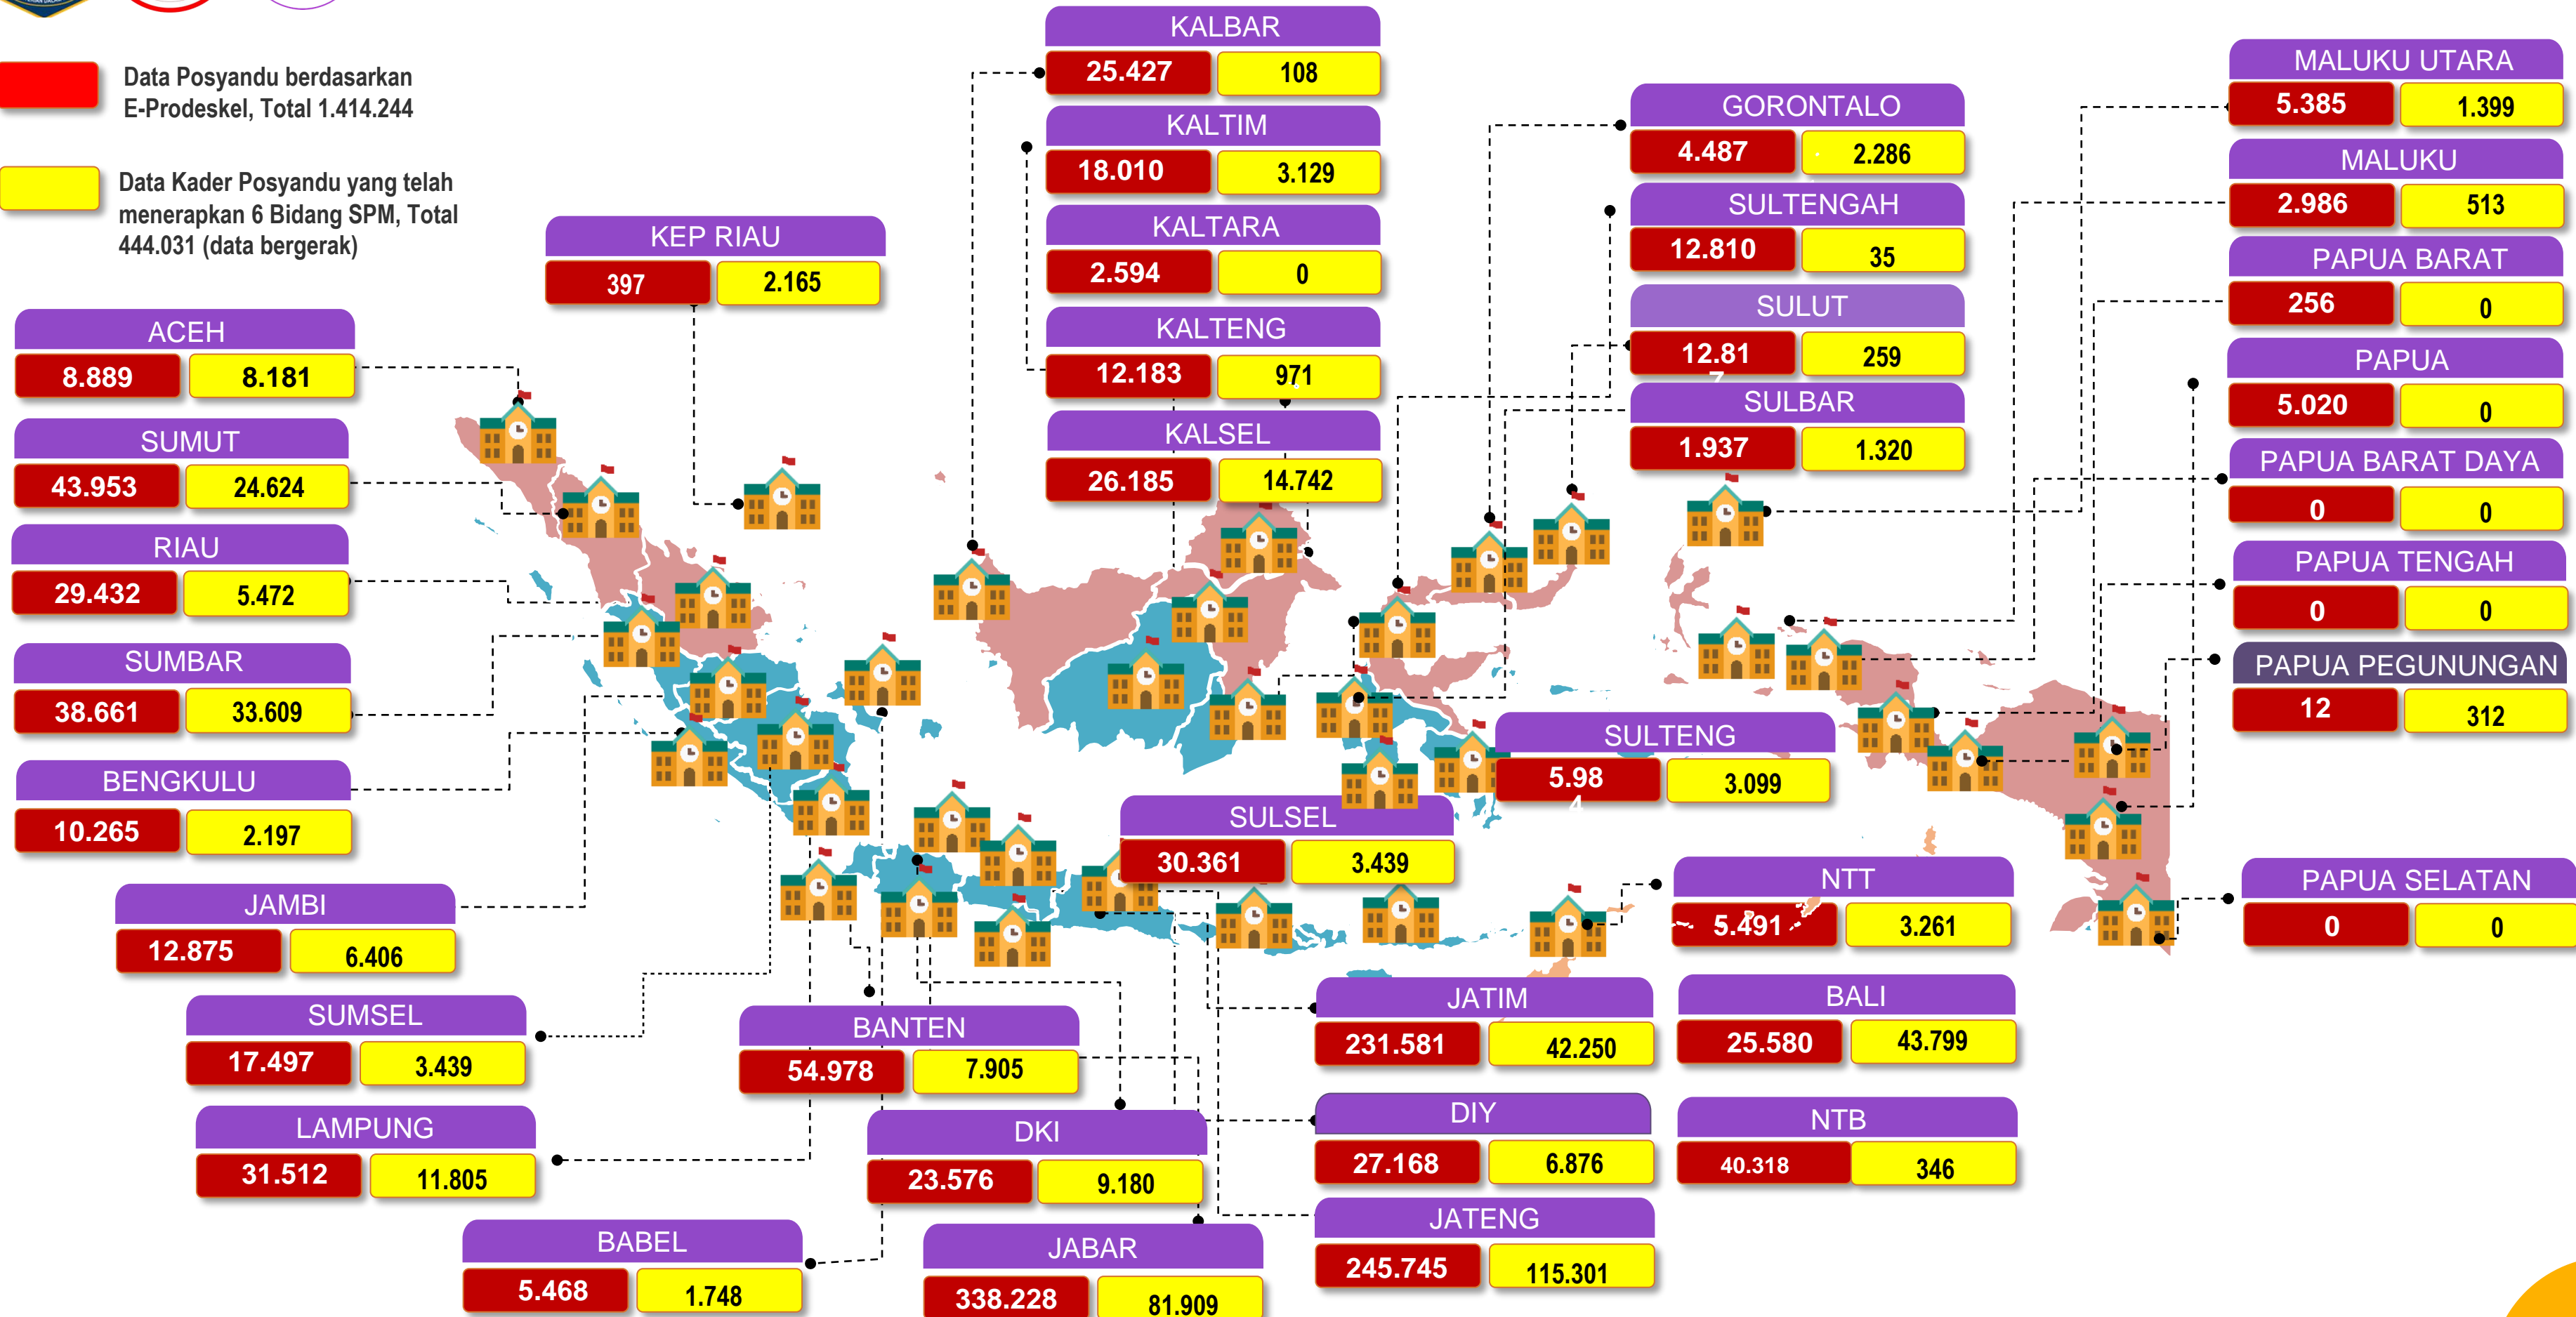 Data Posyandu berdasarkan
E-Prodeskel, Total 1.414.244
Data Kader Posyandu yang telah
menerapkan 6 Bidang SPM, Total
444.031 (data bergerak)
KEP RIAU
397 2.165
ACEH
8.889 8.181
SUMUT
43.953 24.624
RIAU
29.432 5.472
SUMBAR
38.661 33.609
BENGKULU
10.265 2.197
JAMBI
12.875 6.406
SUMSEL
17.497 3.439
LAMPUNG
31.512 11.805
BABEL
5.468 1.748
KALBAR
25.427 108
KALTIM
18.010 3.129
KALTARA
2.594 0
KALTENG
12.183 971
KALSEL
26.185 14.742
GORONTALO
4.487 2.286
SULTENGAH
12.810 35
SULUT
12.81 259
7
SULBAR
1.937 1.320
SULTENG
5.98 3.099
4
SULSEL
30.361 3.439
BANTEN
54.978 7.905
DKI
23.576 9.180
JABAR
338.228 81.909
JATIM
231.581 42.250
DIY
27.168 6.876
JATENG
245.745 115.301
NTT
5.491 3.261
BALI
25.580 43.799
NTB
40.318 346
MALUKU UTARA
5.385 1.399
MALUKU
2.986 513
PAPUA BARAT
256 0
PAPUA
5.020 0
PAPUA BARAT DAYA
0 0
PAPUA TENGAH
0 0
PAPUA PEGUNUNGAN
12 312
PAPUA SELATAN
0 0